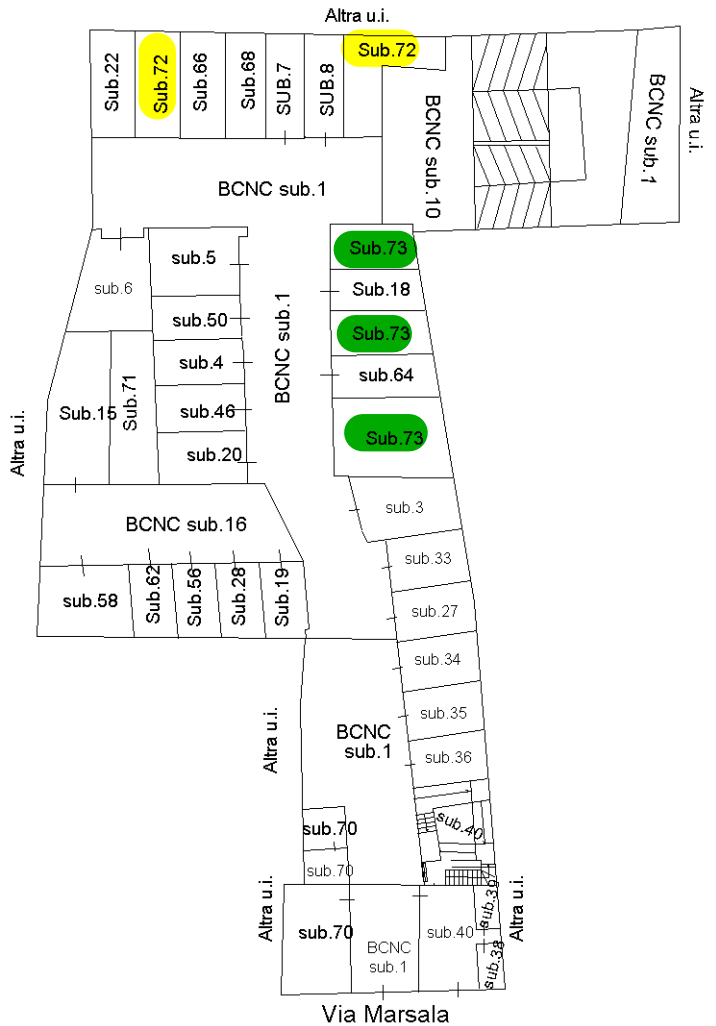 Altra u.i.
Sub.22
Sub.72
Sub.66
Sub.68
SUB.7
SUB.8
Sub.72
BCNC sub.10
BCNC sub.1
Altra u.i.
BCNC sub.1
sub.6
sub.5
sub.50
sub.4
sub.46
sub.20
BCNC sub.1
Sub.73
Sub.18
Sub.73
sub.64
Sub.73
Altra u.i.
Sub.15
Sub.71
BCNC sub.16
sub.3
sub.33
sub.58
Sub.62
Sub.56
Sub.28
Sub.19
sub.27
sub.34
sub.35
sub.36
Altra u.i.
BCNC
sub.1
sub.70
sub.70
sub.40
Altra u.i.
sub.70
BCNC
sub.1
sub.40
sub.39
sub.38
Altra u.i.
Via Marsala